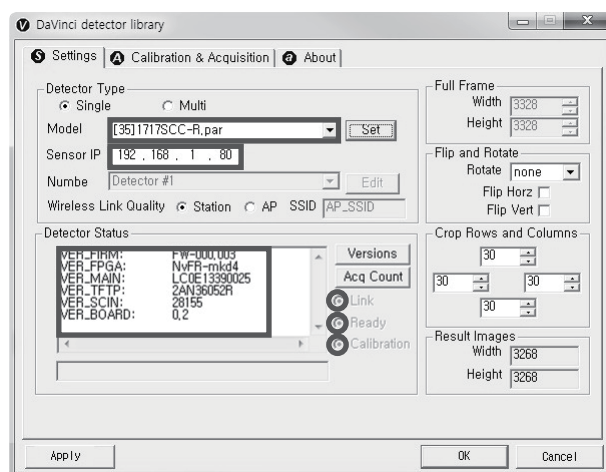 DaVinci detector library
Settings Calibration & Acquisition About
Detector Type
Single Multi
Model [35]1717SCC-R,par Set
Sensor IP 192 . 168 . 1 . 80
Numbe Detector #1 Edit
Wireless Link Quality Station AP SSID AP_SSID
Detector Status
VER_FIRM: FW-000,003
VER_FPGA: NvFR-mkd4
VER_MAIN: LC0E13390025
VER_TFTP: 2AN36052R
VER_SCIN: 28155
VER_BOARD: 0,2
Versions
Acq Count
Link
Ready
Calibration
Full Frame
Width 3328
Height 3328
Flip and Rotate
Rotate none
Flip Horz
Flip Vert
Crop Rows and Columns
30
30 30
30
Result Images
Width 3268
Height 3268
Apply OK Cancel